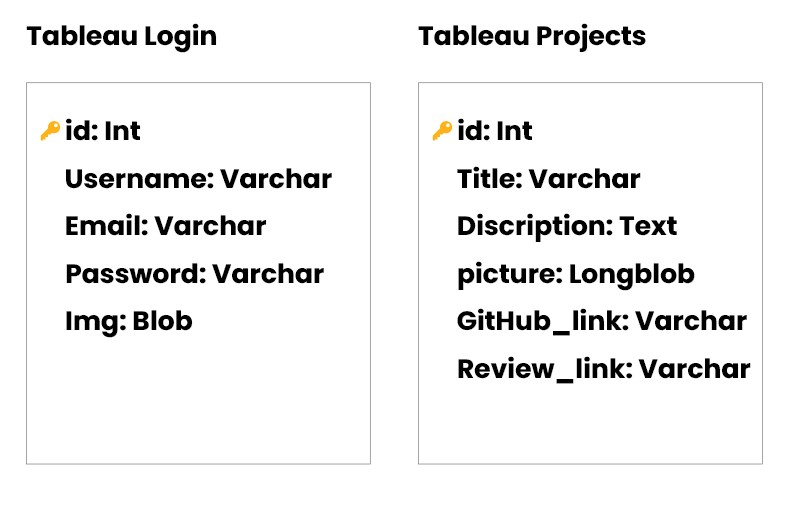 Tableau Login
id: Int
Username: Varchar
Email: Varchar
Password: Varchar
Img: Blob
Tableau Projects
id: Int
Title: Varchar
Discription: Text
picture: Longblob
GitHub_link: Varchar
Review_link: Varchar